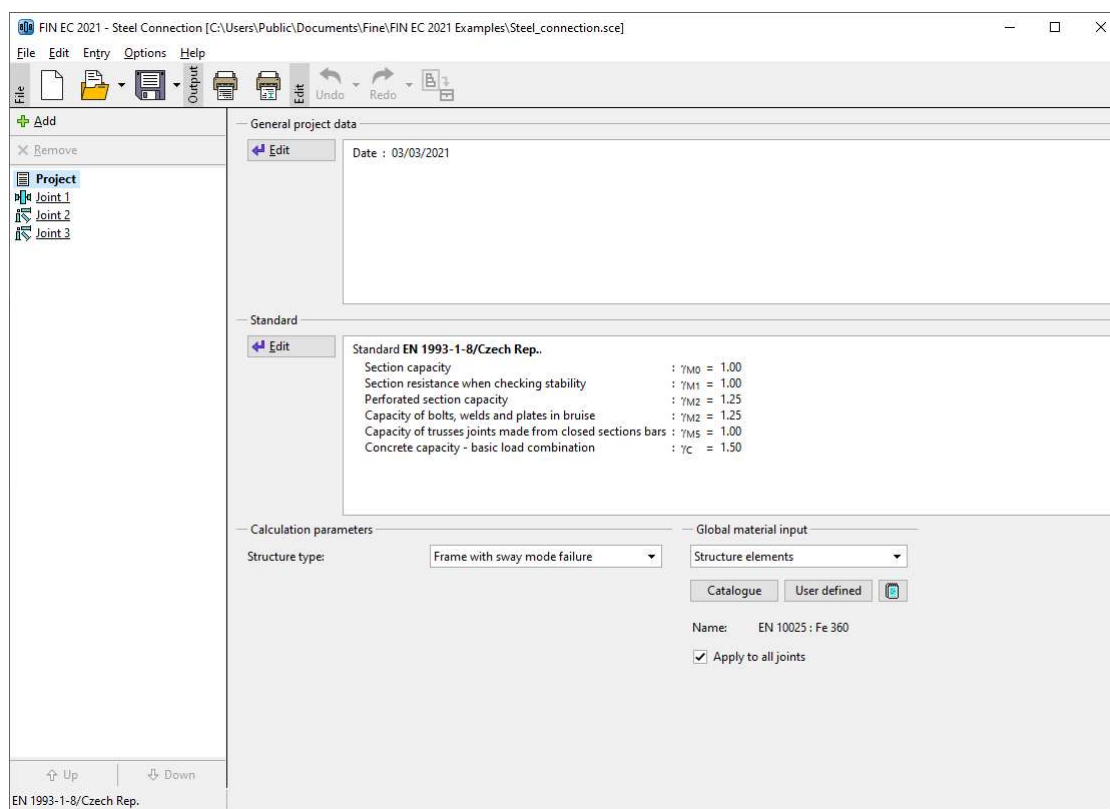 FIN EC 2021 - Steel Connection [C:\Users\Public\Documents\Fine\FIN EC 2021 Examples\Steel_connection.sce]
File Edit Entry Options Help
File
Output
Edit
Undo
Redo
Add
Remove
Project
Joint 1
Joint 2
Joint 3
General project data
Edit
Date : 03/03/2021
Standard
Edit
Standard EN 1993-1-8/Czech Rep..
Section capacity : γM0 = 1.00
Section resistance when checking stability : γM1 = 1.00
Perforated section capacity : γM2 = 1.25
Capacity of bolts, welds and plates in bruise : γM2 = 1.25
Capacity of trusses joints made from closed sections bars : γM5 = 1.00
Concrete capacity - basic load combination : γC = 1.50
Calculation parameters
Structure type: Frame with sway mode failure
Global material input
Structure elements
Catalogue User defined
Name: EN 10025 : Fe 360
Apply to all joints
Up Down
EN 1993-1-8/Czech Rep.